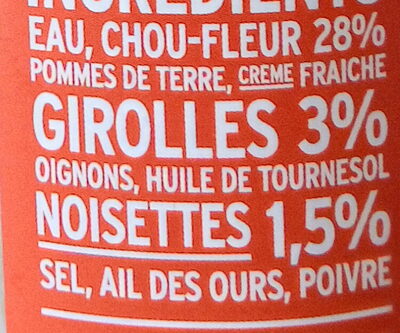 INGRÉDIENTS
EAU, CHOU-FLEUR 28%
POMMES DE TERRE, CREME FRAICHE
GIROLLES 3%
OIGNONS, HUILE DE TOURNESOL
NOISETTES 1,5%
SEL, AIL DES OURS, POIVRE